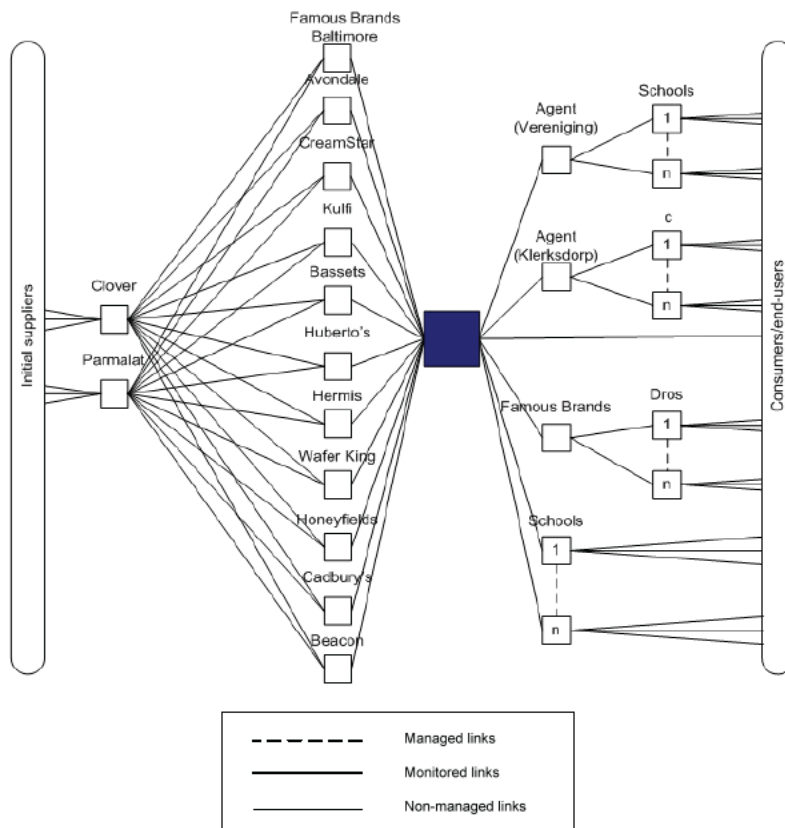 Famous Brands
Baltimore
Avondale
CreamStar
Kulfi
Bassets
Huberto's
Hermis
Wafer King
Honeyfields
Cadbury's
Beacon
Initial suppliers
Clover
Parmalat
Agent
(Vereniging)
Schools
1
n
Agent
(Klerksdorp)
c
1
n
Famous Brands
Dros
1
n
Schools
1
n
Consumers/end-users
Managed links
Monitored links
Non-managed links